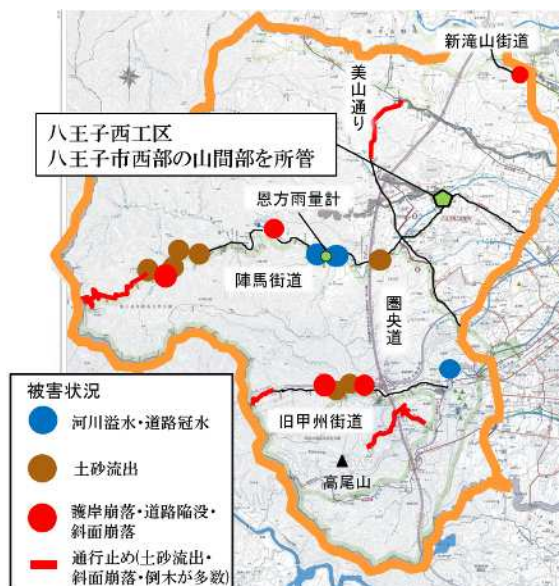 新滝山街道
美山通り
八王子西工区
八王子市西部の山間部を所管
恩方雨量計
陣馬街道
圏央道
旧甲州街道
高尾山
被害状況
河川溢水・道路冠水
土砂流出
護岸崩落・道路陥没・
斜面崩落
通行止め(土砂流出・
斜面崩落・倒木が多数)